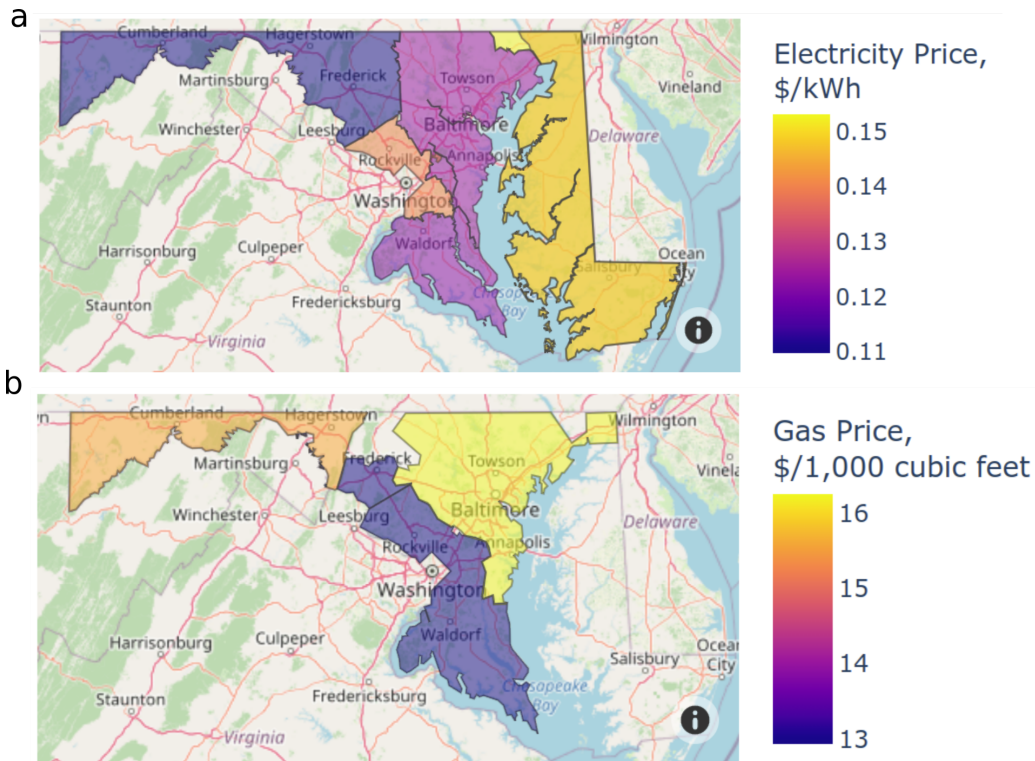 a
Cumberland
Hagerstown
Wilmington
Martinsburg
Frederick
Towson
Vineland
Winchester
Leesburg
Baltimore
Delaware
Rockville
Annapolis
Washington
Harrisonburg
Culpeper
Waldorf
Ocean
City
Salisbury
Staunton
Fredericksburg
Chesap
Bay
Virginia
i
Electricity Price,
$/kWh
0.15
0.14
0.13
0.12
0.11
b
n
Cumberland
Hagerstown
Wilmington
Martinsburg
Frederick
Towson
Vinela
Winchester
Leesburg
Baltimore
Delaware
Rockville
Annapolis
Washington
Harrisonburg
Culpeper
Waldorf
Salisbury
Ocean
City
Staunton
Fredericksburg
Chesapeake
Bay
Virginia
i
Gas Price,
$/1,000 cubic feet
16
15
14
13